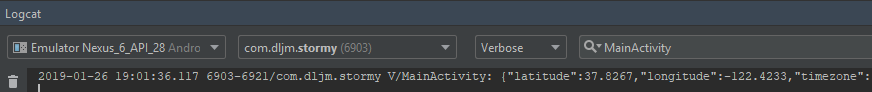 Logcat
Emulator Nexus_6_API_28 Andro
com.dljm.stormy (6903)
Verbose
MainActivity
2019-01-26 19:01:36.117 6903-6921/com.dljm.stormy V/MainActivity: {"latitude":37.8267,"longitude":-122.4233,"timezone":